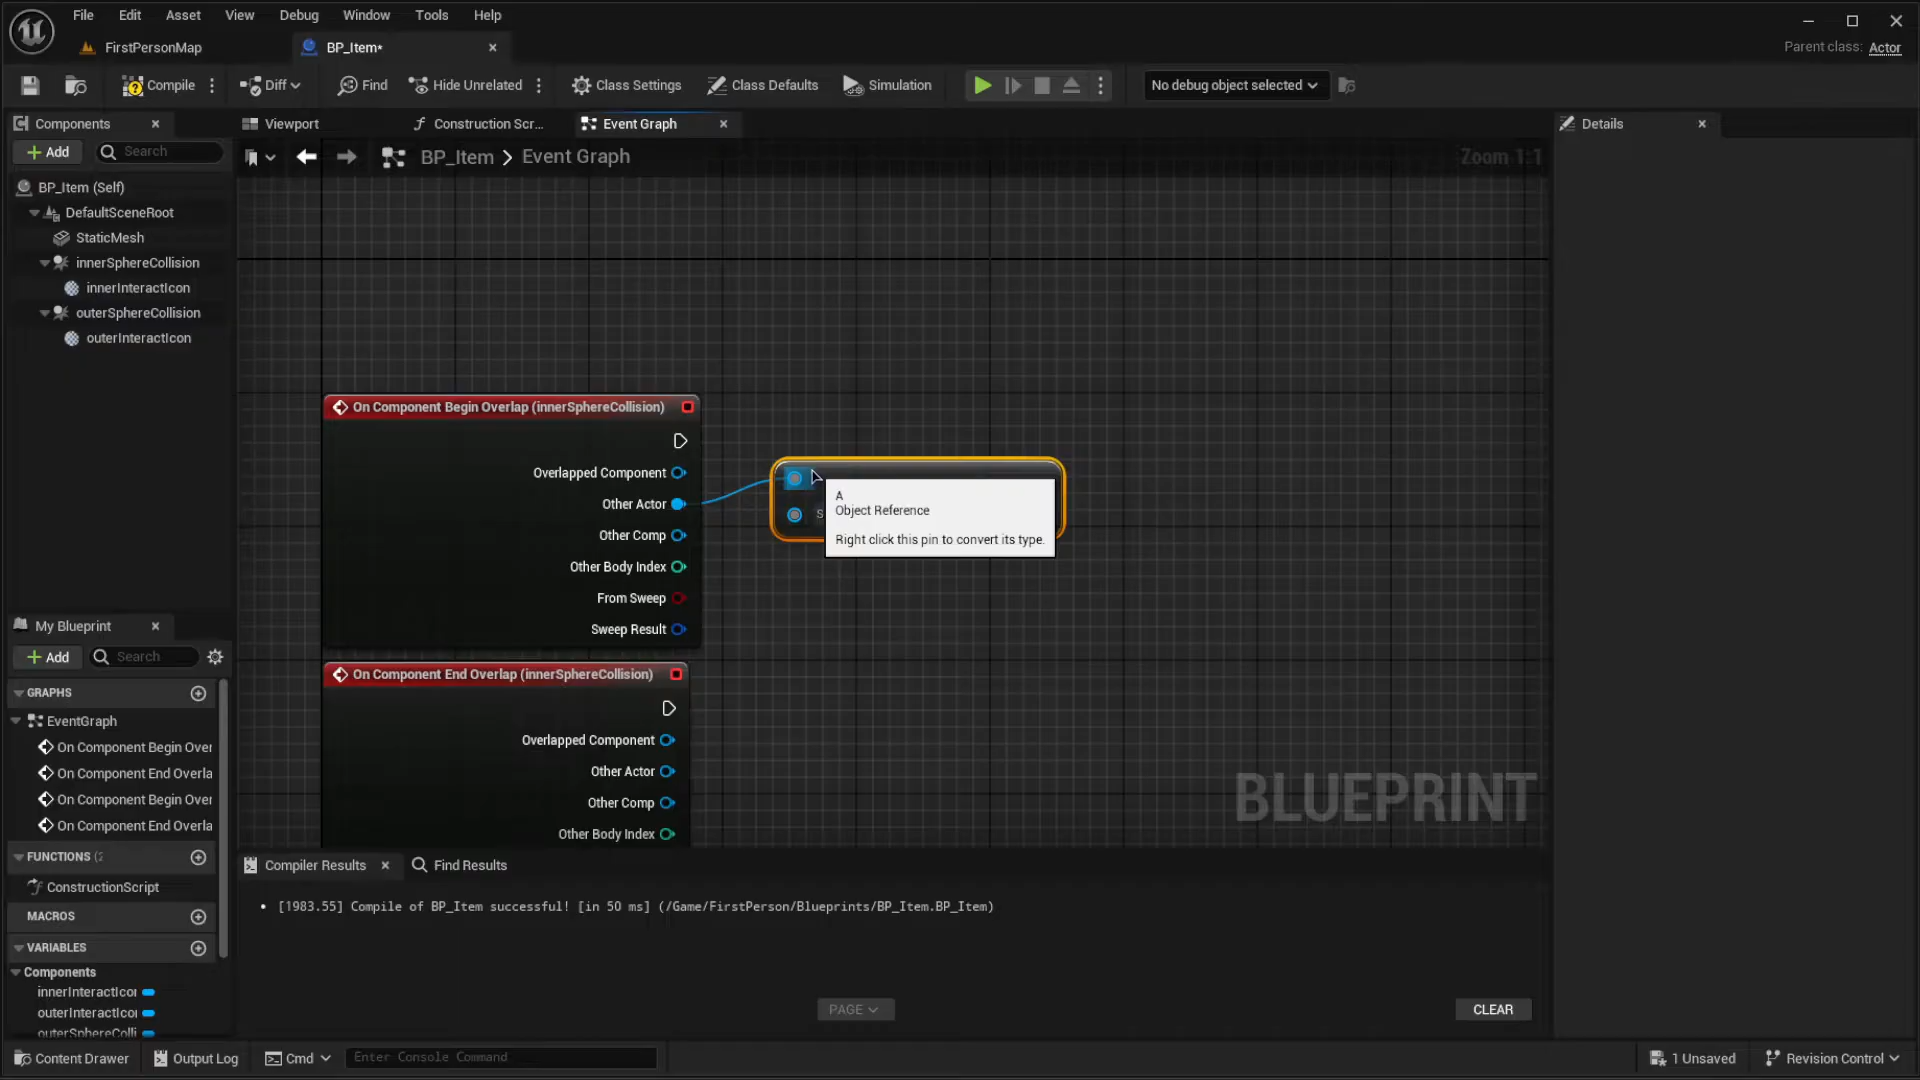 File Edit Asset View Debug Window Tools Help
FirstPersonMap
BP_Item*
Parent class: Actor
Compile
Diff
Find
Hide Unrelated
Class Settings
Class Defaults
Simulation
No debug object selected
Components
Viewport
Construction Scr...
Event Graph
Details
Add
Search
BP_Item > Event Graph
Zoom 1:1
BP_Item (Self)
DefaultSceneRoot
StaticMesh
innerSphereCollision
innerInteractIcon
outerSphereCollision
outerInteractIcon
On Component Begin Overlap (innerSphereCollision)
Overlapped Component
Other Actor
Other Comp
Other Body Index
From Sweep
Sweep Result
S
A
Object Reference
Right click this pin to convert its type.
On Component End Overlap (innerSphereCollision)
Overlapped Component
Other Actor
Other Comp
Other Body Index
BLUEPRINT
My Blueprint
Add
Search
GRAPHS
EventGraph
On Component Begin Over
On Component End Overla
On Component Begin Over
On Component End Overla
FUNCTIONS (2
ConstructionScript
MACROS
VARIABLES
Components
innerInteractIcon
outerInteractIcon
outerSphereColli
Compiler Results
Find Results
• [1983.55] Compile of BP_Item successful! [in 50 ms] (/Game/FirstPerson/Blueprints/BP_Item.BP_Item)
PAGE
CLEAR
Content Drawer
Output Log
Cmd
Enter Console Command
1 Unsaved
Revision Control